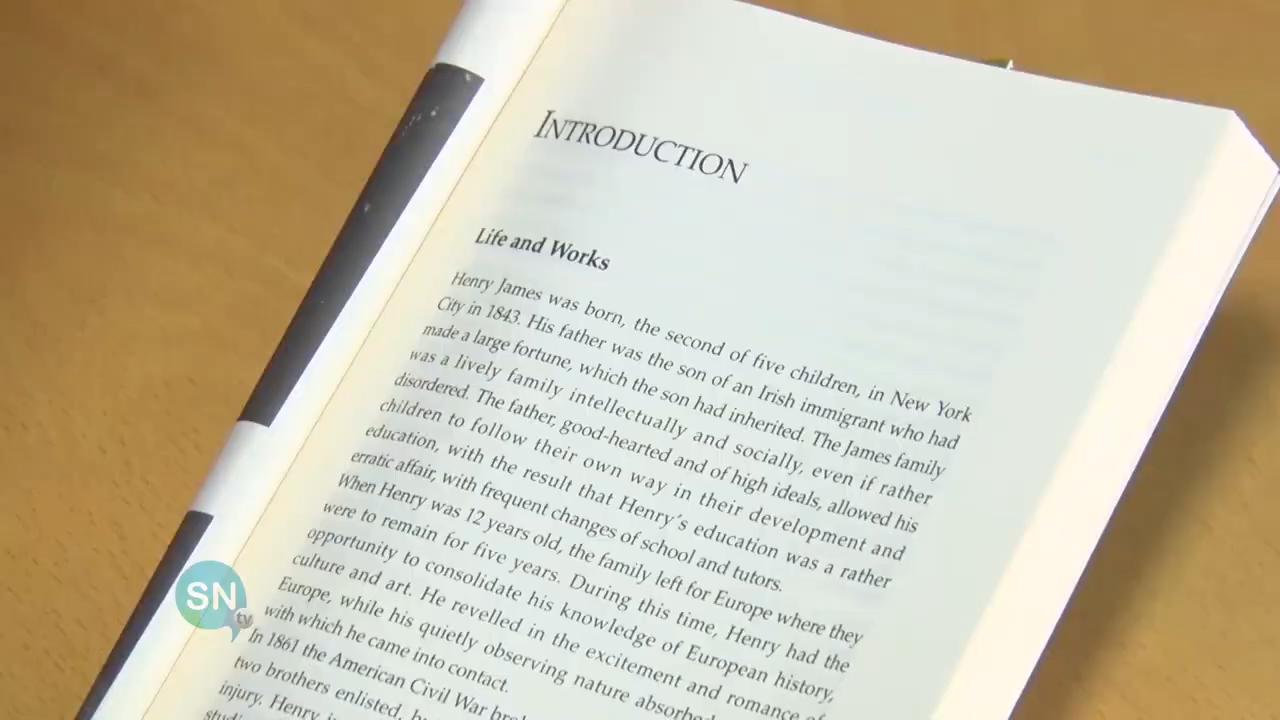 INTRODUCTION
Life and Works
Henry James was born, the second of five children, in New York
City in 1843. His father was the son of an Irish immigrant who had
made a large fortune, which the son had inherited. The James family
was a lively family intellectually and socially, even if rather
disordered. The father, good-hearted and of high ideals, allowed his
children to follow their own way in their development and
education, with the result that Henry's education was a rather
erratic affair, with frequent changes of school and tutors.
When Henry was 12 years old, the family left for Europe where they
were to remain for five years. During this time, Henry had the
opportunity to consolidate his knowledge of European history,
culture and art. He revelled in the excitement and romance of
Europe, while his quietly observing nature absorbed
with which he came into contact.
In 1861 the American Civil War
two brothers enlisted,
injury. Henry
SN
tv